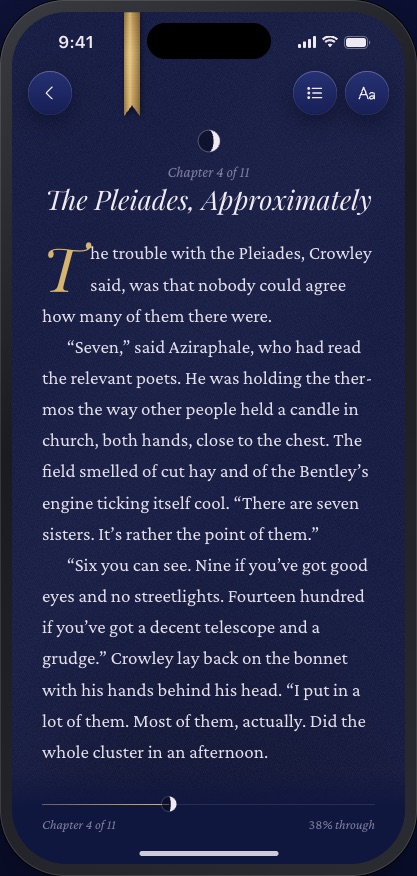 9:41
Aa
Chapter 4 of 11
The Pleiades, Approximately
The trouble with the Pleiades, Crowley
said, was that nobody could agree
how many of them there were.
“Seven,” said Aziraphale, who had read
the relevant poets. He was holding the ther-
mos the way other people held a candle in
church, both hands, close to the chest. The
field smelled of cut hay and of the Bentley’s
engine ticking itself cool. “There are seven
sisters. It’s rather the point of them.”
“Six you can see. Nine if you’ve got good
eyes and no streetlights. Fourteen hundred
if you’ve got a decent telescope and a
grudge.” Crowley lay back on the bonnet
with his hands behind his head. “I put in a
lot of them. Most of them, actually. Did the
whole cluster in an afternoon.
Chapter 4 of 11
38% through